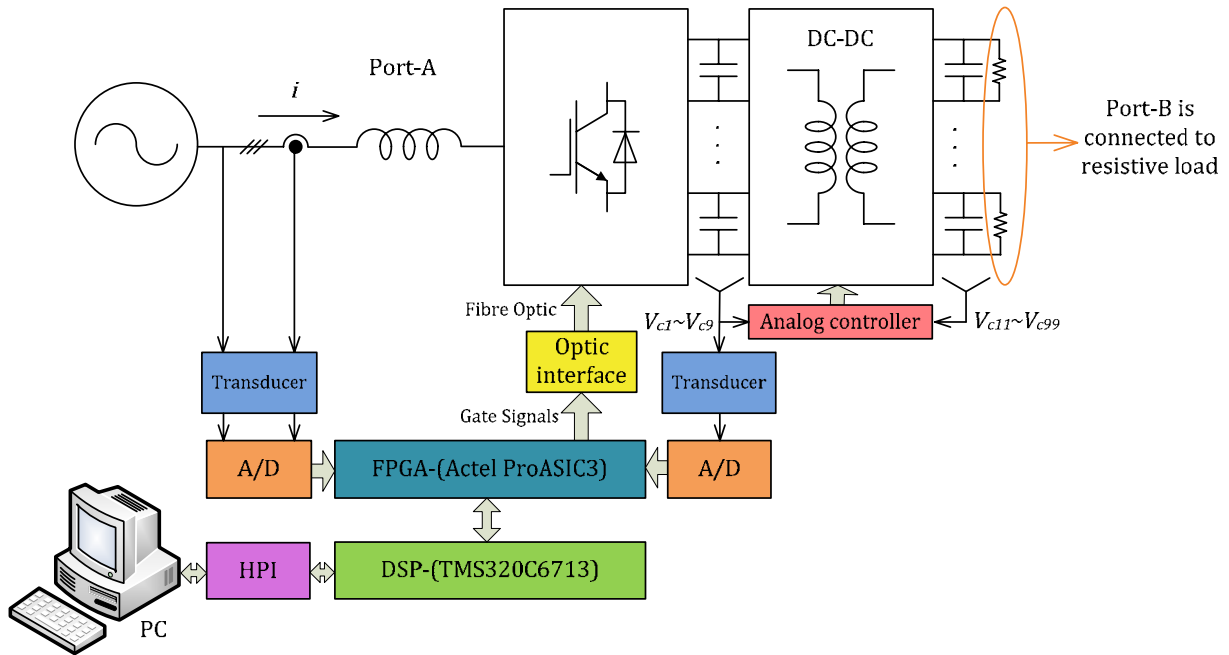 DC-DC
Port-A
i
Port-B is
connected to
resistive load
Fibre Optic
Vc1~Vc9
Analog controller
Vc11~Vc99
Optic
interface
Transducer
Transducer
Gate Signals
A/D
FPGA-(Actel ProASIC3)
A/D
HPI
DSP-(TMS320C6713)
PC